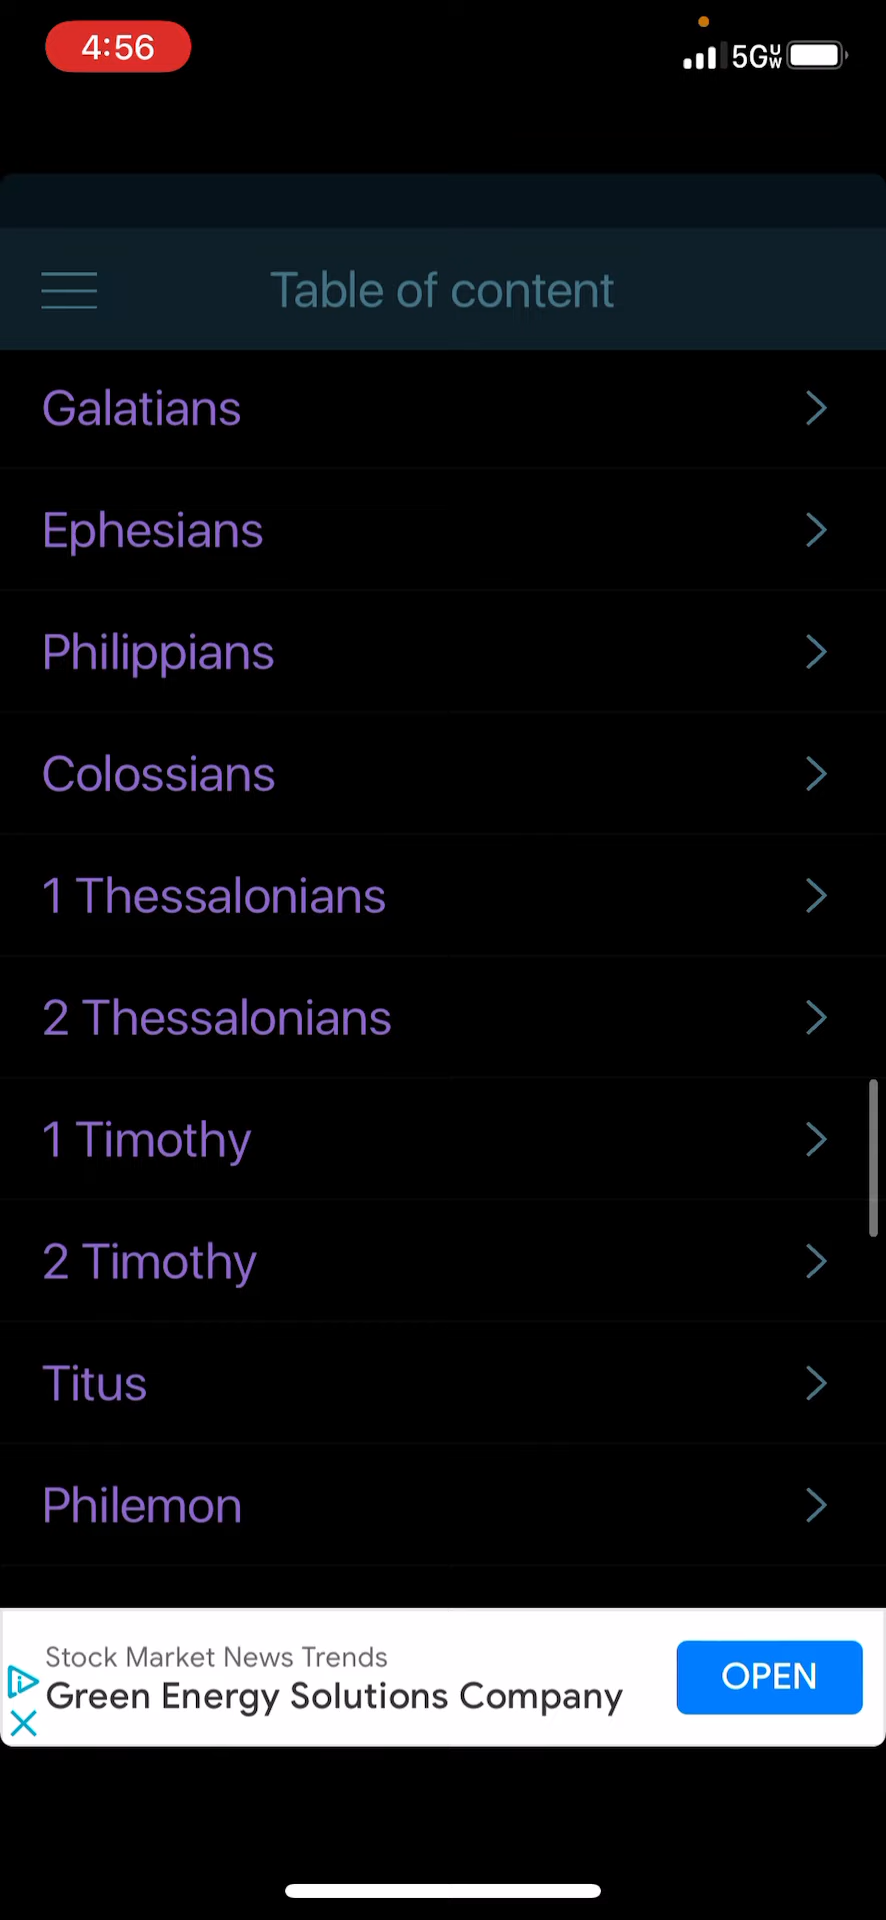 4:56
5GUW
Table of content
Galatians
Ephesians
Philippians
Colossians
1 Thessalonians
2 Thessalonians
1 Timothy
2 Timothy
Titus
Philemon
Stock Market News Trends
Green Energy Solutions Company
OPEN